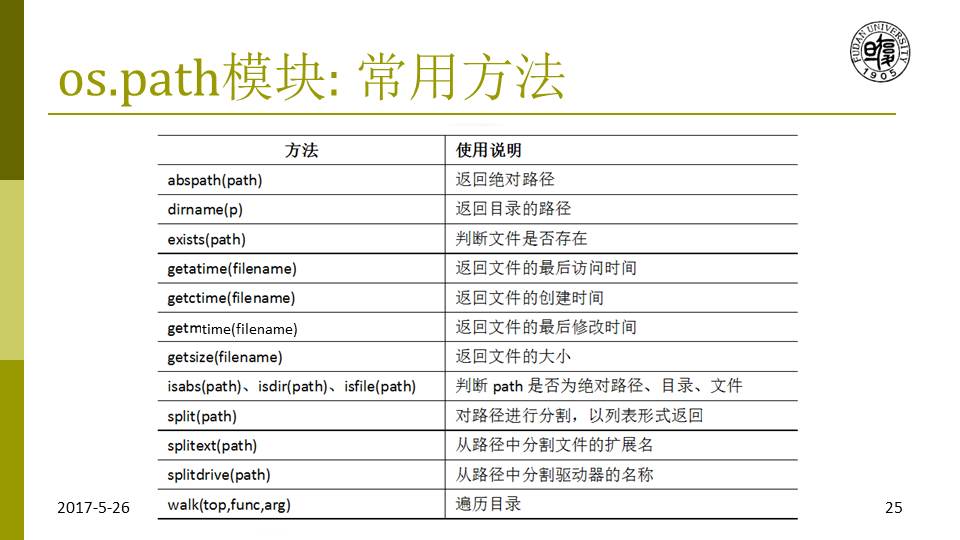 os.path模块: 常用方法
FUDAN UNIVERSITY
1905
方法 使用说明
abspath(path) 返回绝对路径
dirname(p) 返回目录的路径
exists(path) 判断文件是否存在
getatime(filename) 返回文件的最后访问时间
getctime(filename) 返回文件的创建时间
getmtime(filename) 返回文件的最后修改时间
getsize(filename) 返回文件的大小
isabs(path)、isdir(path)、isfile(path) 判断 path 是否为绝对路径、目录、文件
split(path) 对路径进行分割，以列表形式返回
splitext(path) 从路径中分割文件的扩展名
splitdrive(path) 从路径中分割驱动器的名称
walk(top,func,arg) 遍历目录
2017-5-26
25